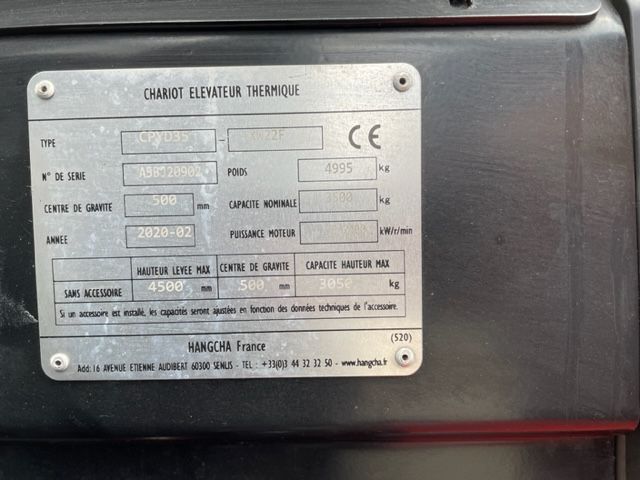 CHARIOT ELEVATEUR THERMIQUE
TYPE CPYD35 - 22F CE
N° DE SERIE POIDS 4995 kg
CENTRE DE GRAVITE 500 mm CAPACITE NOMINALE 3500 kg
ANNEE 2020-02 PUISSANCE MOTEUR kW/r/min
HAUTEUR LEVEE MAX CENTRE DE GRAVITE CAPACITE HAUTEUR MAX
SANS ACCESSOIRE 4500 mm 500 mm 3050 kg
Si un accessoire est installé, les capacités seront ajustées en fonction des données techniques de l'accessoire.
HANGCHA France (520)
Add: 16 AVENUE ETIENNE AUDIBERT 60300 SENLIS - TEL : +33(0)3 44 32 32 50 - www.hangcha.fr